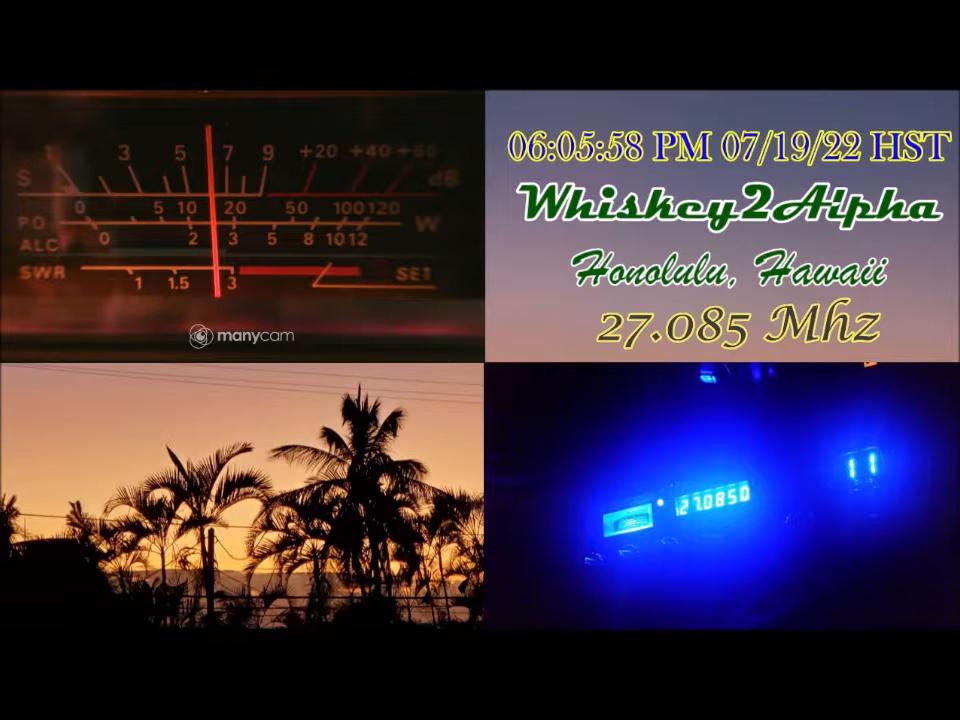 1 3 5 7 9 +20 +40 +60
S dB
0 5 10 20 50 100 120
PO W
ALC 0 2 3 5 8 10 12
SWR SET
1 1.5 3
manycam
06:05:58 PM 07/19/22 HST
Whiskey2Alpha
Honolulu, Hawaii
27.085 Mhz
27.0850
11